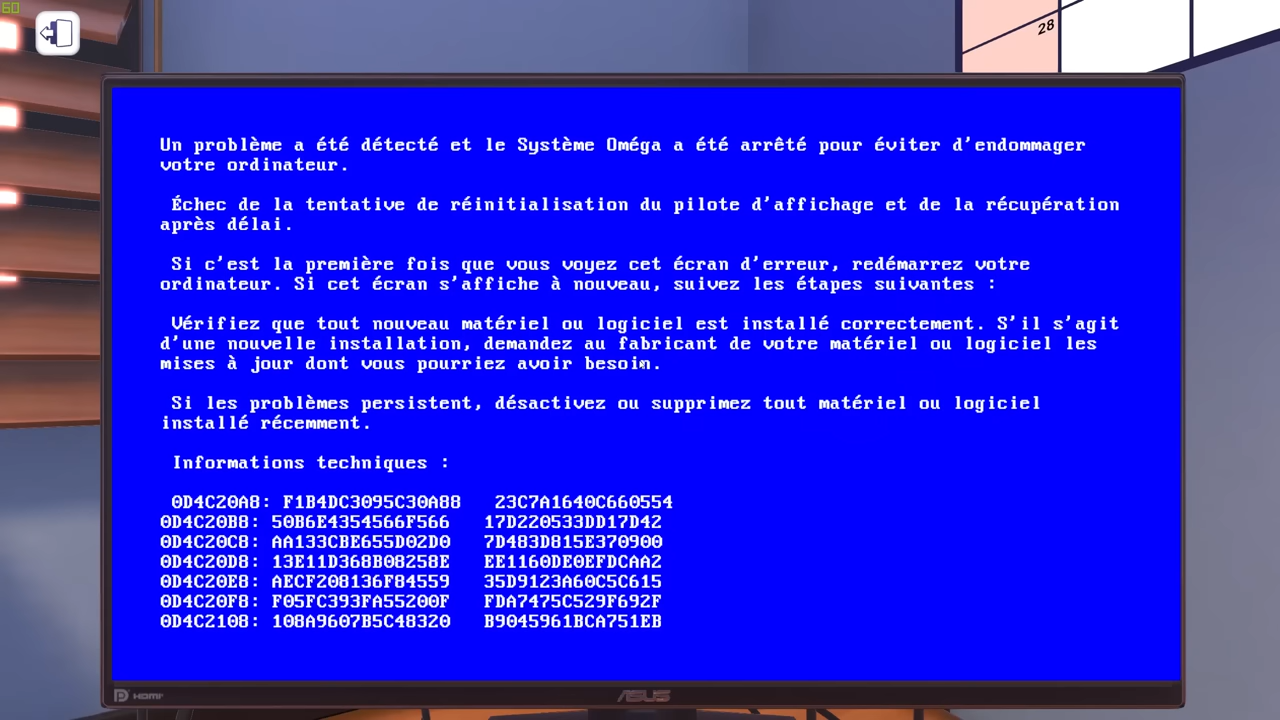 60
28
Un problème a été détecté et le Système Oméga a été arrêté pour éviter d'endommager
votre ordinateur.
Échec de la tentative de réinitialisation du pilote d'affichage et de la récupération
après délai.
Si c'est la première fois que vous voyez cet écran d'erreur, redémarrez votre
ordinateur. Si cet écran s'affiche à nouveau, suivez les étapes suivantes :
Vérifiez que tout nouveau matériel ou logiciel est installé correctement. S'il s'agit
d'une nouvelle installation, demandez au fabricant de votre matériel ou logiciel les
mises à jour dont vous pourriez avoir besoin.
Si les problèmes persistent, désactivez ou supprimez tout matériel ou logiciel
installé récemment.
Informations techniques :
0D4C20A8: F1B4DC3095C30A88 23C7A1640C660554
0D4C20B8: 50B6E4354566F566 17D220533DD17D42
0D4C20C8: AA133CBE655D02D0 7D483D815E370900
0D4C20D8: 13E11D368B08258E EE1160DE0EFDCAA2
0D4C20E8: AECF208136F84559 35D9123A60C5C615
0D4C20F8: F05FC393FA55200F FDA7475C529F692F
0D4C2108: 108A9607B5C48320 B9045961BCA751EB
HDMI
ASUS